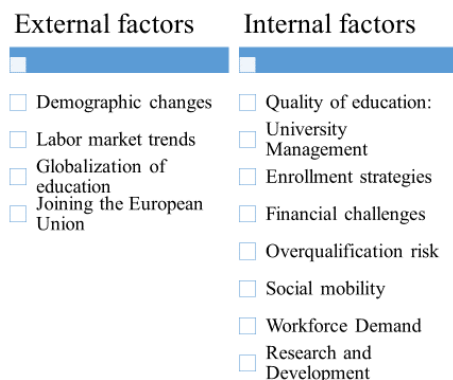 External factors
Demographic changes
Labor market trends
Globalization of
education
Joining the European
Union
Internal factors
Quality of education:
University
Management
Enrollment strategies
Financial challenges
Overqualification risk
Social mobility
Workforce Demand
Research and
Development